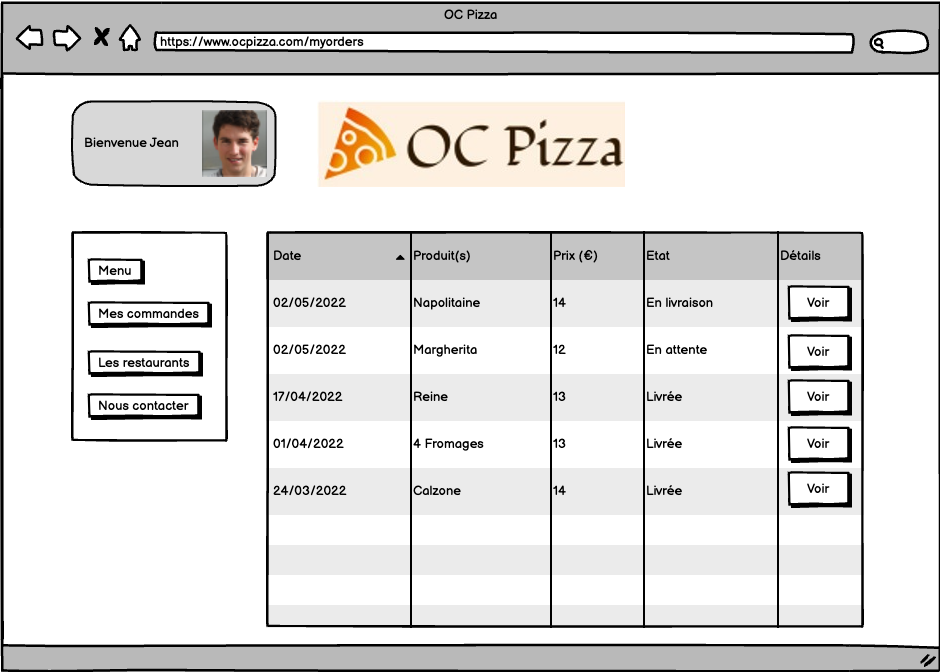 OC Pizza
https://www.ocpizza.com/myorders
Bienvenue Jean
OC Pizza
Menu
Mes commandes
Les restaurants
Nous contacter
Date Produit(s) Prix (€) Etat Détails
02/05/2022 Napolitaine 14 En livraison Voir
02/05/2022 Margherita 12 En attente Voir
17/04/2022 Reine 13 Livrée Voir
01/04/2022 4 Fromages 13 Livrée Voir
24/03/2022 Calzone 14 Livrée Voir